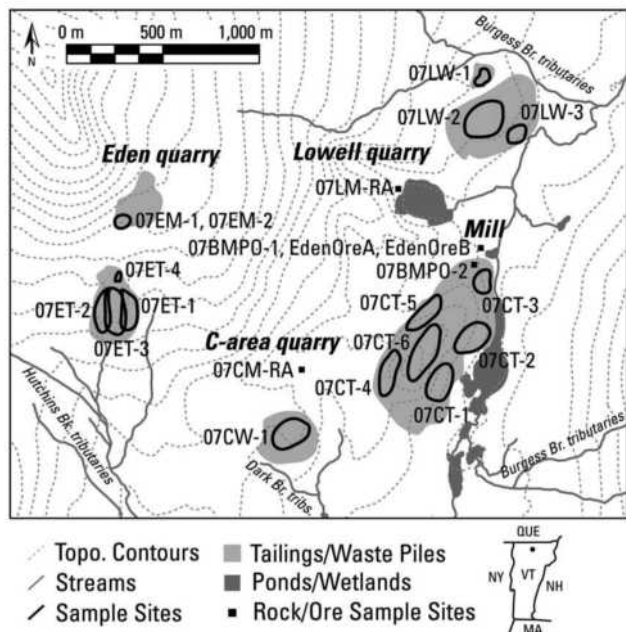 0 m 500 m 1,000 m
N
Burgess Br. tributaries
07LW-1
07LW-2
07LW-3
Eden quarry
Lowell quarry
07LM-RA
07EM-1, 07EM-2
Mill
07BMPO-1, EdenOreA, EdenOreB
07BMPO-2
07ET-4
07ET-2
07ET-1
07ET-3
07CT-5
07CT-3
C-area quarry
07CT-6
07CM-RA
07CT-2
07CT-4
07CT-1
Hutchins Bk. tributaries
07CW-1
Dark Br. tribs.
Burgess Br. tributaries
Topo. Contours
Streams
Sample Sites
Tailings/Waste Piles
Ponds/Wetlands
Rock/Ore Sample Sites
QUE
NY
VT
NH
MA